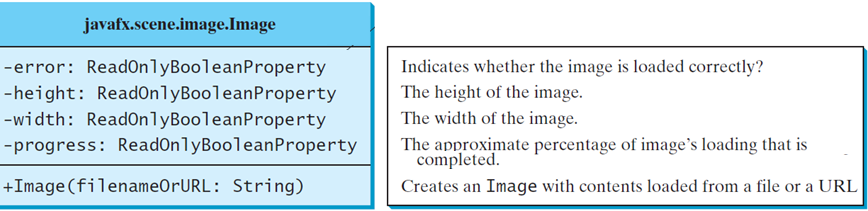 javafx.scene.image.Image
-error: ReadOnlyBooleanProperty
-height: ReadOnlyBooleanProperty
-width: ReadOnlyBooleanProperty
-progress: ReadOnlyBooleanProperty
+Image(filenameOrURL: String)
Indicates whether the image is loaded correctly?
The height of the image.
The width of the image.
The approximate percentage of image's loading that is
completed.
Creates an Image with contents loaded from a file or a URL